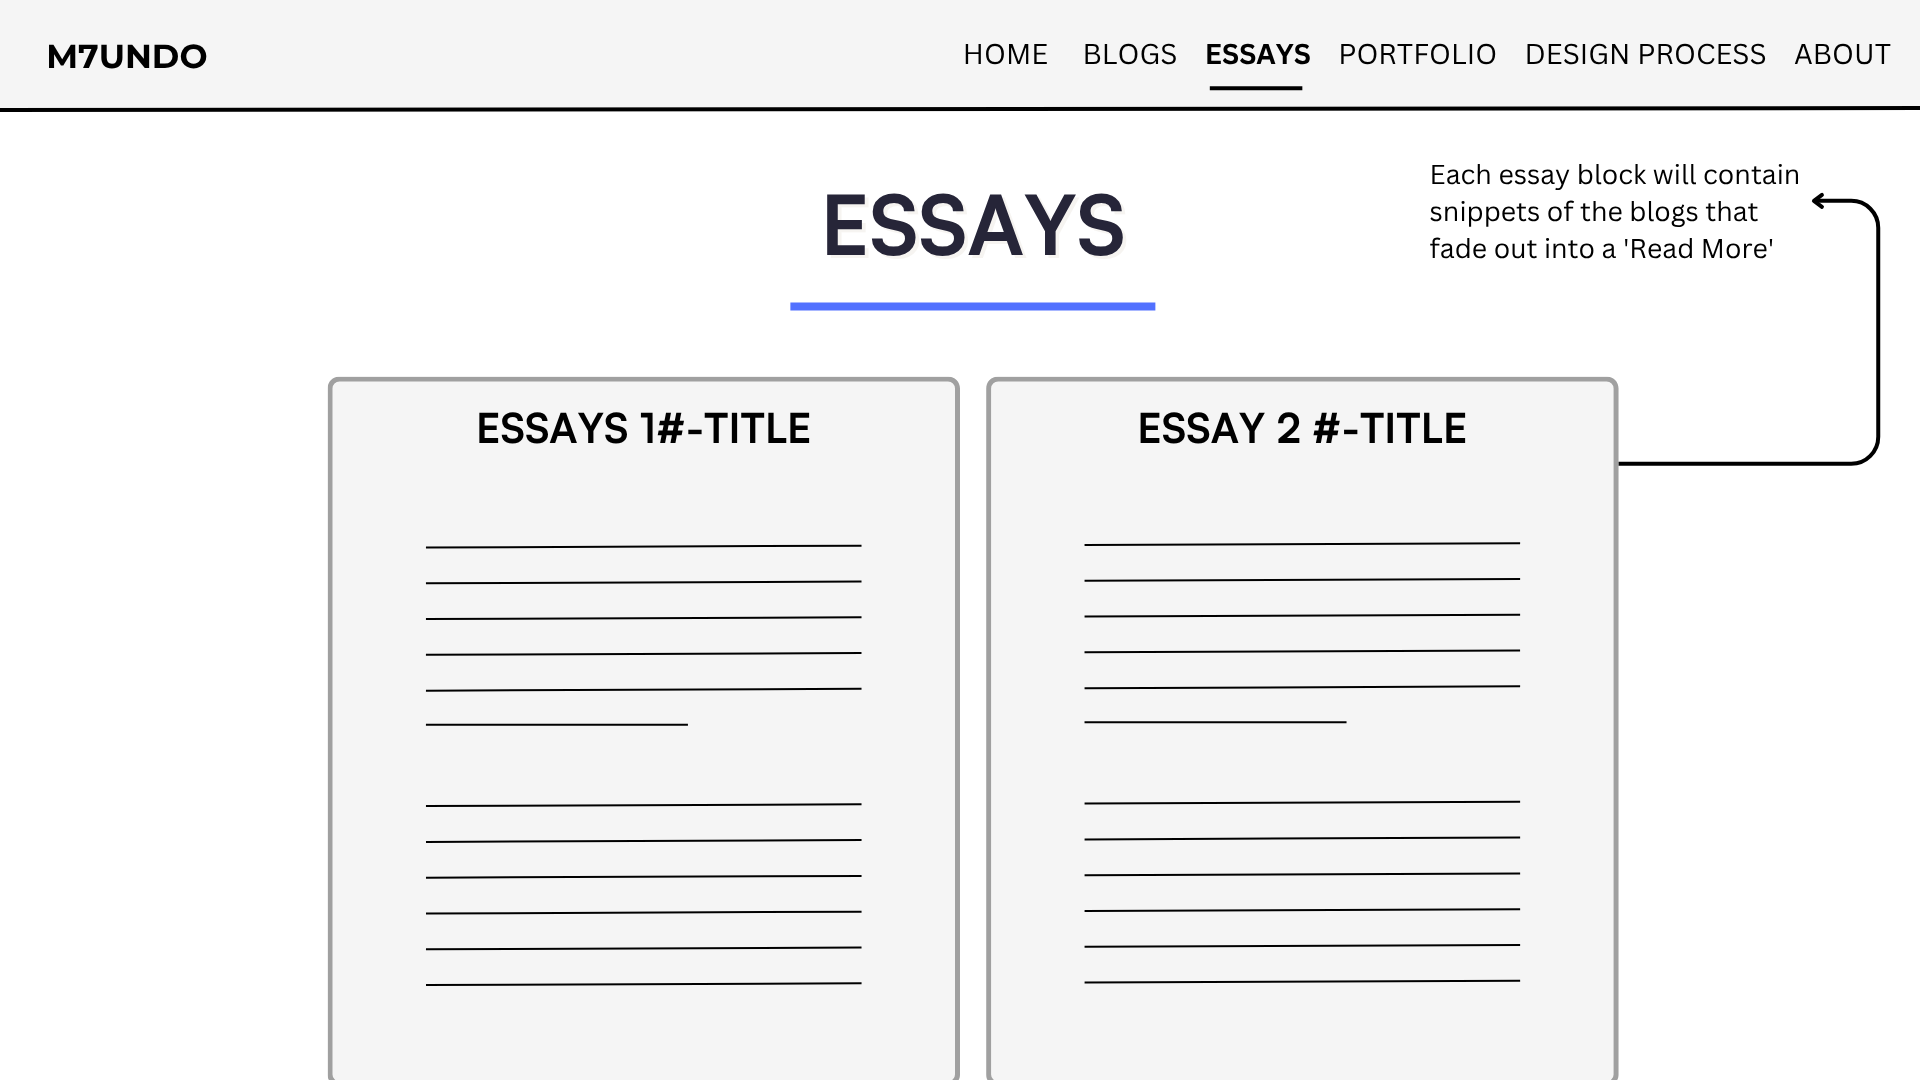 M7UNDO
HOME BLOGS ESSAYS PORTFOLIO DESIGN PROCESS ABOUT
ESSAYS
Each essay block will contain
snippets of the blogs that
fade out into a 'Read More'
ESSAYS 1#-TITLE
ESSAY 2 #-TITLE